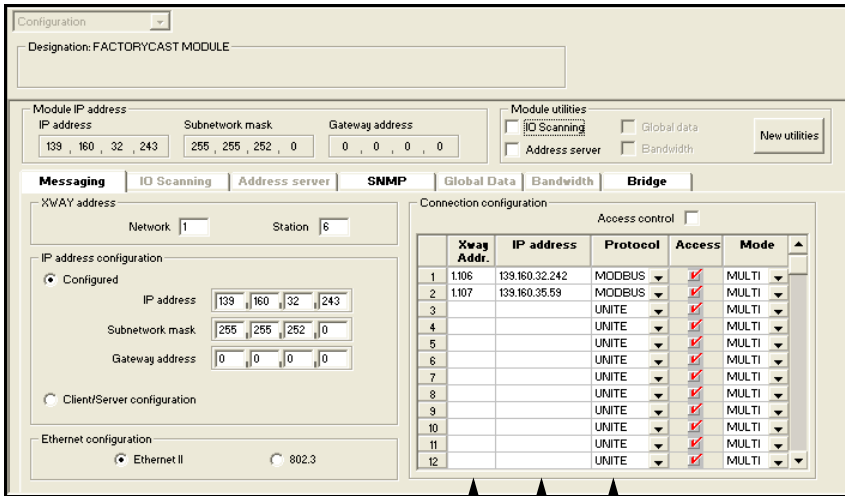 Configuration
Designation: FACTORYCAST MODULE
Module IP address
IP address Subnetwork mask Gateway address
139 , 160 , 32 , 243 255 , 255 , 252 , 0 0 , 0 , 0 , 0
Module utilities
IO Scanning Global data
Address server Bandwidth
New utilities
Messaging IO Scanning Address server SNMP Global Data Bandwidth Bridge
XWAY address
Network 1 Station 6
IP address configuration
Configured
IP address 139 , 160 , 32 , 243
Subnetwork mask 255 , 255 , 252 , 0
Gateway address 0 , 0 , 0 , 0
Client/Server configuration
Ethernet configuration
Ethernet II 802.3
Connection configuration
Access control
Xway Addr. IP address Protocol Access Mode
1 1.106 139.160.32.242 MODBUS MULTI
2 1.107 139.160.35.59 MODBUS MULTI
3 UNITE MULTI
4 UNITE MULTI
5 UNITE MULTI
6 UNITE MULTI
7 UNITE MULTI
8 UNITE MULTI
9 UNITE MULTI
10 UNITE MULTI
11 UNITE MULTI
12 UNITE MULTI